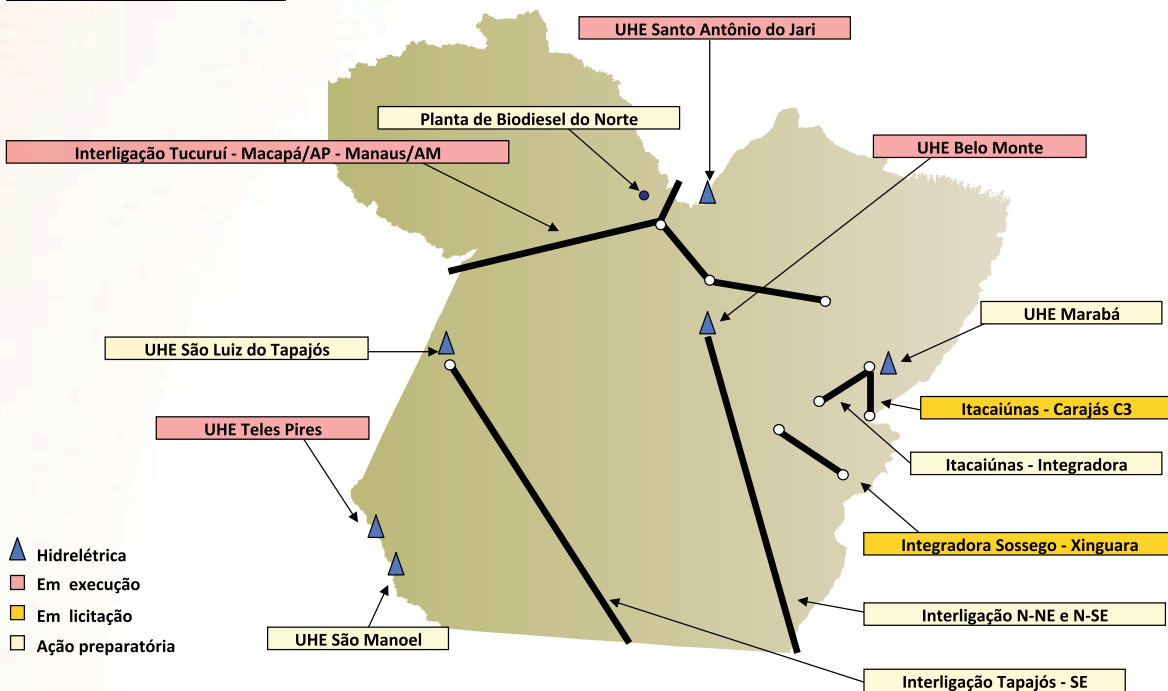 UHE Santo Antônio do Jari
Planta de Biodiesel do Norte
Interligação Tucuruí - Macapá/AP - Manaus/AM
UHE Belo Monte
UHE Marabá
UHE São Luiz do Tapajós
Itacaiúnas - Carajás C3
UHE Teles Pires
Itacaiúnas - Integradora
Integradora Sossego - Xinguara
Hidrelétrica
Em execução
Em licitação
Ação preparatória
Interligação N-NE e N-SE
UHE São Manoel
Interligação Tapajós - SE